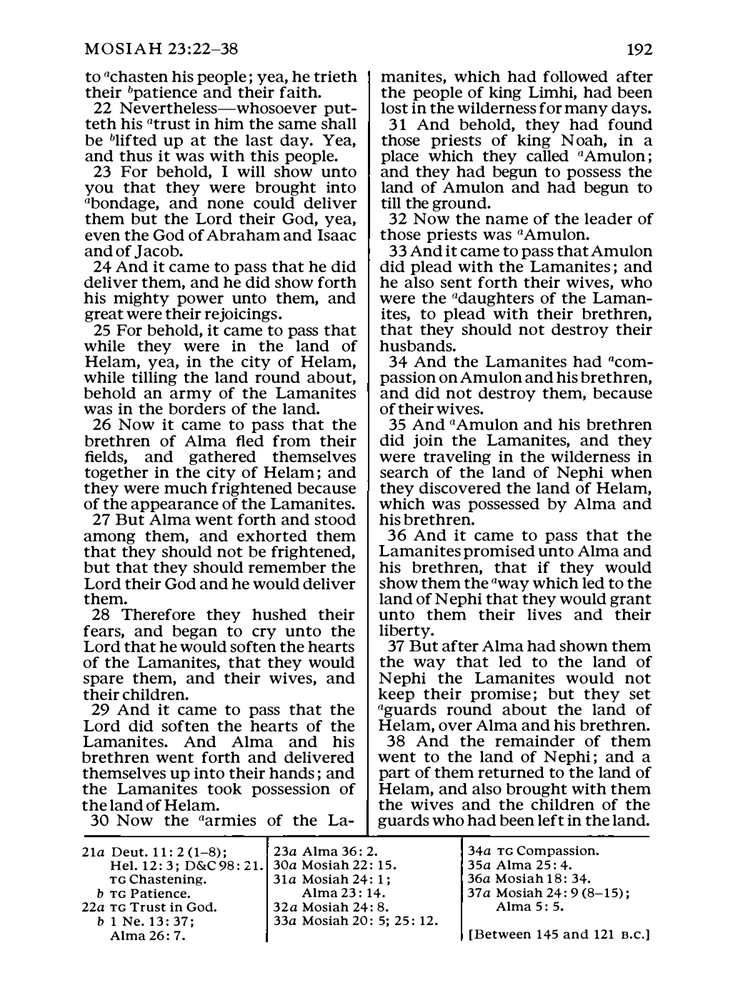 MOSIAH 23:22–38
192
to ᵃchasten his people; yea, he trieth
their ᵇpatience and their faith.
22 Nevertheless—whosoever put-
teth his ᵃtrust in him the same shall
be ᵇlifted up at the last day. Yea,
and thus it was with this people.
23 For behold, I will show unto
you that they were brought into
ᵃbondage, and none could deliver
them but the Lord their God, yea,
even the God of Abraham and Isaac
and of Jacob.
24 And it came to pass that he did
deliver them, and he did show forth
his mighty power unto them, and
great were their rejoicings.
25 For behold, it came to pass that
while they were in the land of
Helam, yea, in the city of Helam,
while tilling the land round about,
behold an army of the Lamanites
was in the borders of the land.
26 Now it came to pass that the
brethren of Alma fled from their
fields, and gathered themselves
together in the city of Helam; and
they were much frightened because
of the appearance of the Lamanites.
27 But Alma went forth and stood
among them, and exhorted them
that they should not be frightened,
but that they should remember the
Lord their God and he would deliver
them.
28 Therefore they hushed their
fears, and began to cry unto the
Lord that he would soften the hearts
of the Lamanites, that they would
spare them, and their wives, and
their children.
29 And it came to pass that the
Lord did soften the hearts of the
Lamanites. And Alma and his
brethren went forth and delivered
themselves up into their hands; and
the Lamanites took possession of
the land of Helam.
30 Now the ᵃarmies of the La-
manites, which had followed after
the people of king Limhi, had been
lost in the wilderness for many days.
31 And behold, they had found
those priests of king Noah, in a
place which they called ᵃAmulon;
and they had begun to possess the
land of Amulon and had begun to
till the ground.
32 Now the name of the leader of
those priests was ᵃAmulon.
33 And it came to pass that Amulon
did plead with the Lamanites; and
he also sent forth their wives, who
were the ᵃdaughters of the Laman-
ites, to plead with their brethren,
that they should not destroy their
husbands.
34 And the Lamanites had ᵃcom-
passion on Amulon and his brethren,
and did not destroy them, because
of their wives.
35 And ᵃAmulon and his brethren
did join the Lamanites, and they
were traveling in the wilderness in
search of the land of Nephi when
they discovered the land of Helam,
which was possessed by Alma and
his brethren.
36 And it came to pass that the
Lamanites promised unto Alma and
his brethren, that if they would
show them the ᵃway which led to the
land of Nephi that they would grant
unto them their lives and their
liberty.
37 But after Alma had shown them
the way that led to the land of
Nephi the Lamanites would not
keep their promise; but they set
ᵃguards round about the land of
Helam, over Alma and his brethren.
38 And the remainder of them
went to the land of Nephi; and a
part of them returned to the land of
Helam, and also brought with them
the wives and the children of the
guards who had been left in the land.
21a Deut. 11: 2 (1–8);
Hel. 12: 3; D&C 98: 21.
TG Chastening.
b TG Patience.
22a TG Trust in God.
b 1 Ne. 13: 37;
Alma 26: 7.
23a Alma 36: 2.
30a Mosiah 22: 15.
31a Mosiah 24: 1;
Alma 23: 14.
32a Mosiah 24: 8.
33a Mosiah 20: 5; 25: 12.
34a TG Compassion.
35a Alma 25: 4.
36a Mosiah 18: 34.
37a Mosiah 24: 9 (8–15);
Alma 5: 5.
[Between 145 and 121 B.C.]